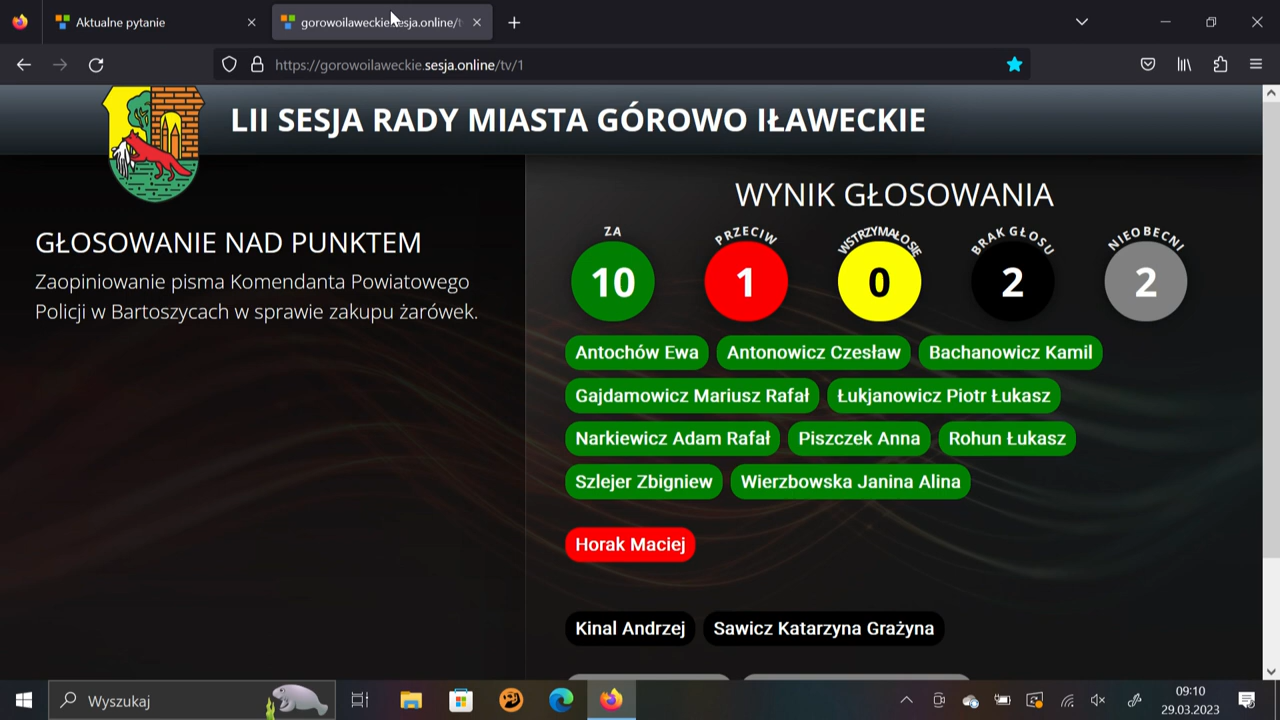 Aktualne pytanie
gorowoilaweckie.sesja.online/tv
https://gorowoilaweckie.sesja.online/tv/1
LII SESJA RADY MIASTA GÓROWO IŁAWECKIE
GŁOSOWANIE NAD PUNKTEM
Zaopiniowanie pisma Komendanta Powiatowego
Policji w Bartoszycach w sprawie zakupu żarówek.
WYNIK GŁOSOWANIA
ZA PRZECIW WSTRZYMAŁO SIĘ BRAK GŁOSU NIEOBECNI
10 1 0 2 2
Antochów Ewa Antonowicz Czesław Bachanowicz Kamil
Gajdamowicz Mariusz Rafał Łukjanowicz Piotr Łukasz
Narkiewicz Adam Rafał Piszczek Anna Rohun Łukasz
Szlejer Zbigniew Wierzbowska Janina Alina
Horak Maciej
Kinal Andrzej Sawicz Katarzyna Grażyna
Wyszukaj
09:10
29.03.2023